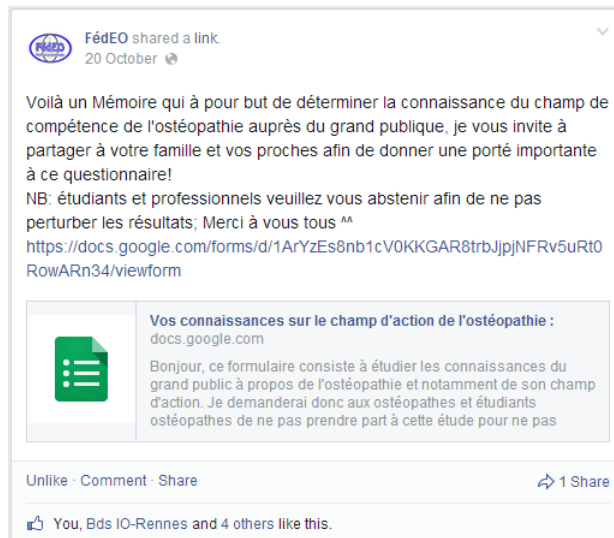 FédEO
FédEO shared a link.
20 October
Voilà un Mémoire qui à pour but de déterminer la connaissance du champ de
compétence de l'ostéopathie auprès du grand publique, je vous invite à
partager à votre famille et vos proches afin de donner une porté importante
à ce questionnaire!
NB: étudiants et professionnels veuillez vous abstenir afin de ne pas
perturber les résultats; Merci à vous tous ^^
https://docs.google.com/forms/d/1ArYzEs8nb1cV0KKGAR8trbJjpjNFRv5uRt0
RowARn34/viewform
Vos connaissances sur le champ d'action de l'ostéopathie :
docs.google.com
Bonjour, ce formulaire consiste à étudier les connaissances du
grand public à propos de l'ostéopathie et notamment de son champ
d'action. Je demanderai donc aux ostéopathes et étudiants
ostéopathes de ne pas prendre part à cette étude pour ne pas
Unlike · Comment · Share
1 Share
You, Bds IO-Rennes and 4 others like this.